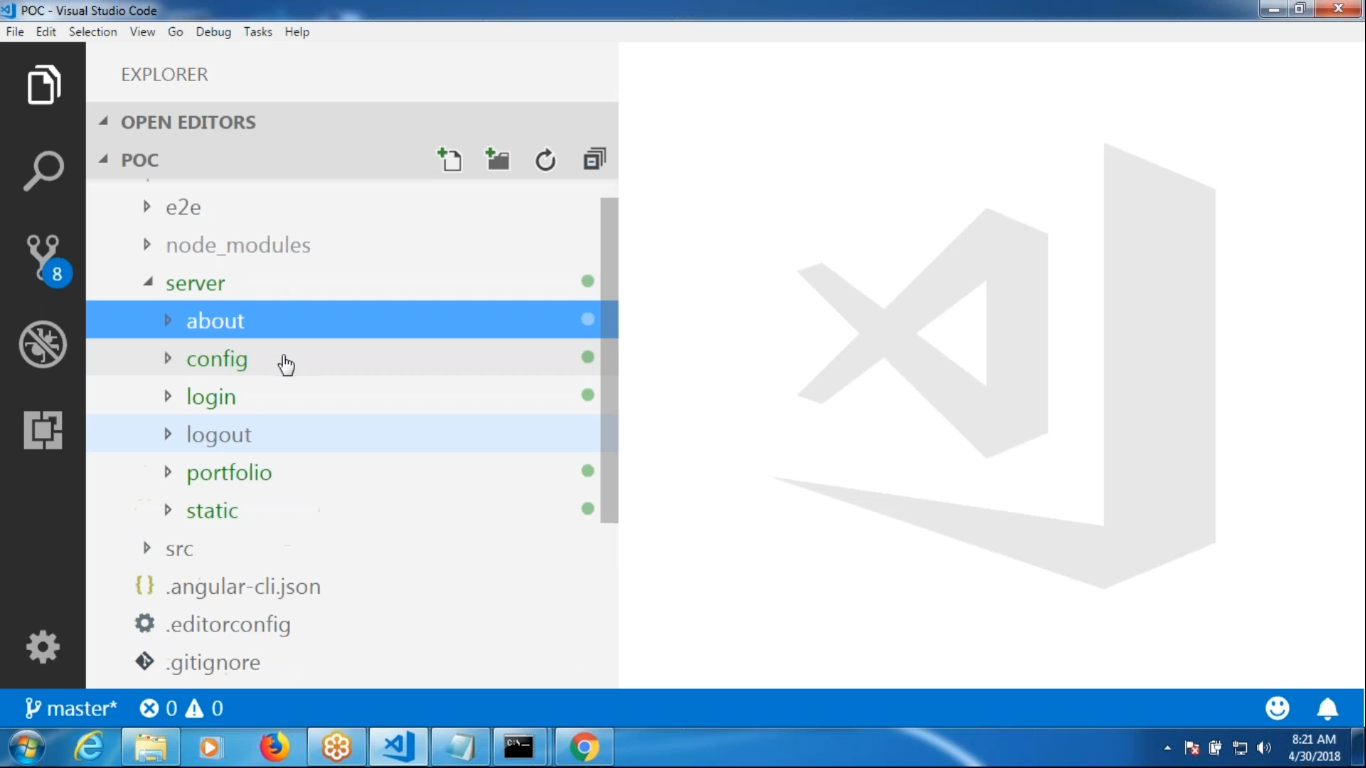 POC - Visual Studio Code
File Edit Selection View Go Debug Tasks Help
EXPLORER
OPEN EDITORS
POC
e2e
node_modules
server
about
config
login
logout
portfolio
static
src
.angular-cli.json
.editorconfig
.gitignore
8
master* 0 0
C:\.
8:21 AM
4/30/2018